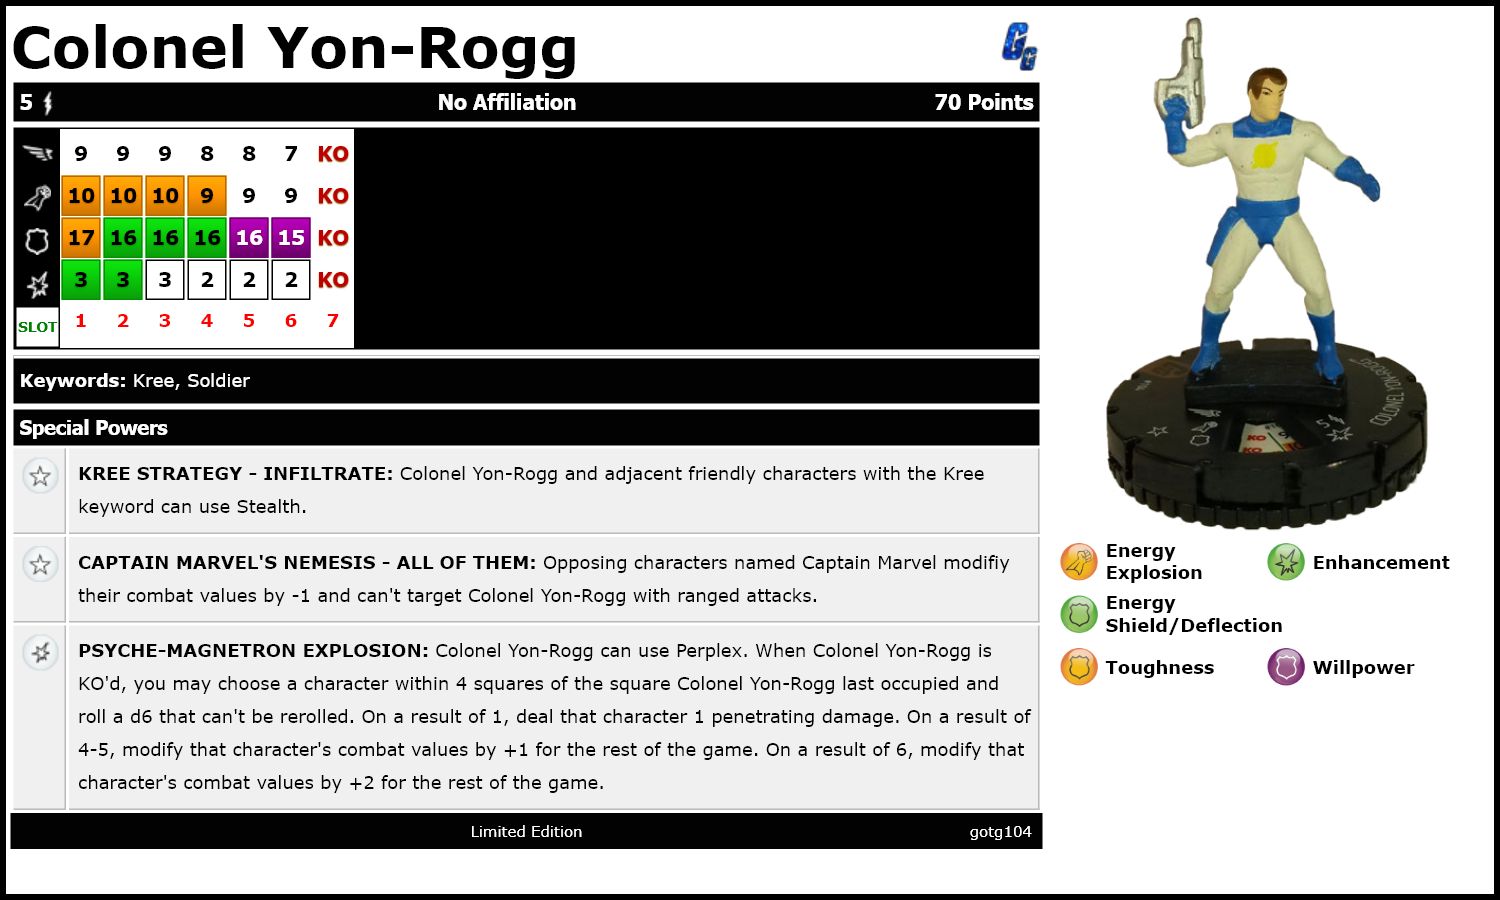 Colonel Yon-Rogg
GG
5 No Affiliation 70 Points
9 9 9 8 8 7 KO
10 10 10 9 9 9 KO
17 16 16 16 16 15 KO
3 3 3 2 2 2 KO
SLOT 1 2 3 4 5 6 7
Keywords: Kree, Soldier
Special Powers
KREE STRATEGY - INFILTRATE: Colonel Yon-Rogg and adjacent friendly characters with the Kree
keyword can use Stealth.
CAPTAIN MARVEL'S NEMESIS - ALL OF THEM: Opposing characters named Captain Marvel modifiy
their combat values by -1 and can't target Colonel Yon-Rogg with ranged attacks.
PSYCHE-MAGNETRON EXPLOSION: Colonel Yon-Rogg can use Perplex. When Colonel Yon-Rogg is
KO'd, you may choose a character within 4 squares of the square Colonel Yon-Rogg last occupied and
roll a d6 that can't be rerolled. On a result of 1, deal that character 1 penetrating damage. On a result of
4-5, modify that character's combat values by +1 for the rest of the game. On a result of 6, modify that
character's combat values by +2 for the rest of the game.
Limited Edition gotg104
COLONEL YON-ROGG
5
KO
KO
Energy
Explosion
Enhancement
Energy
Shield/Deflection
Toughness
Willpower